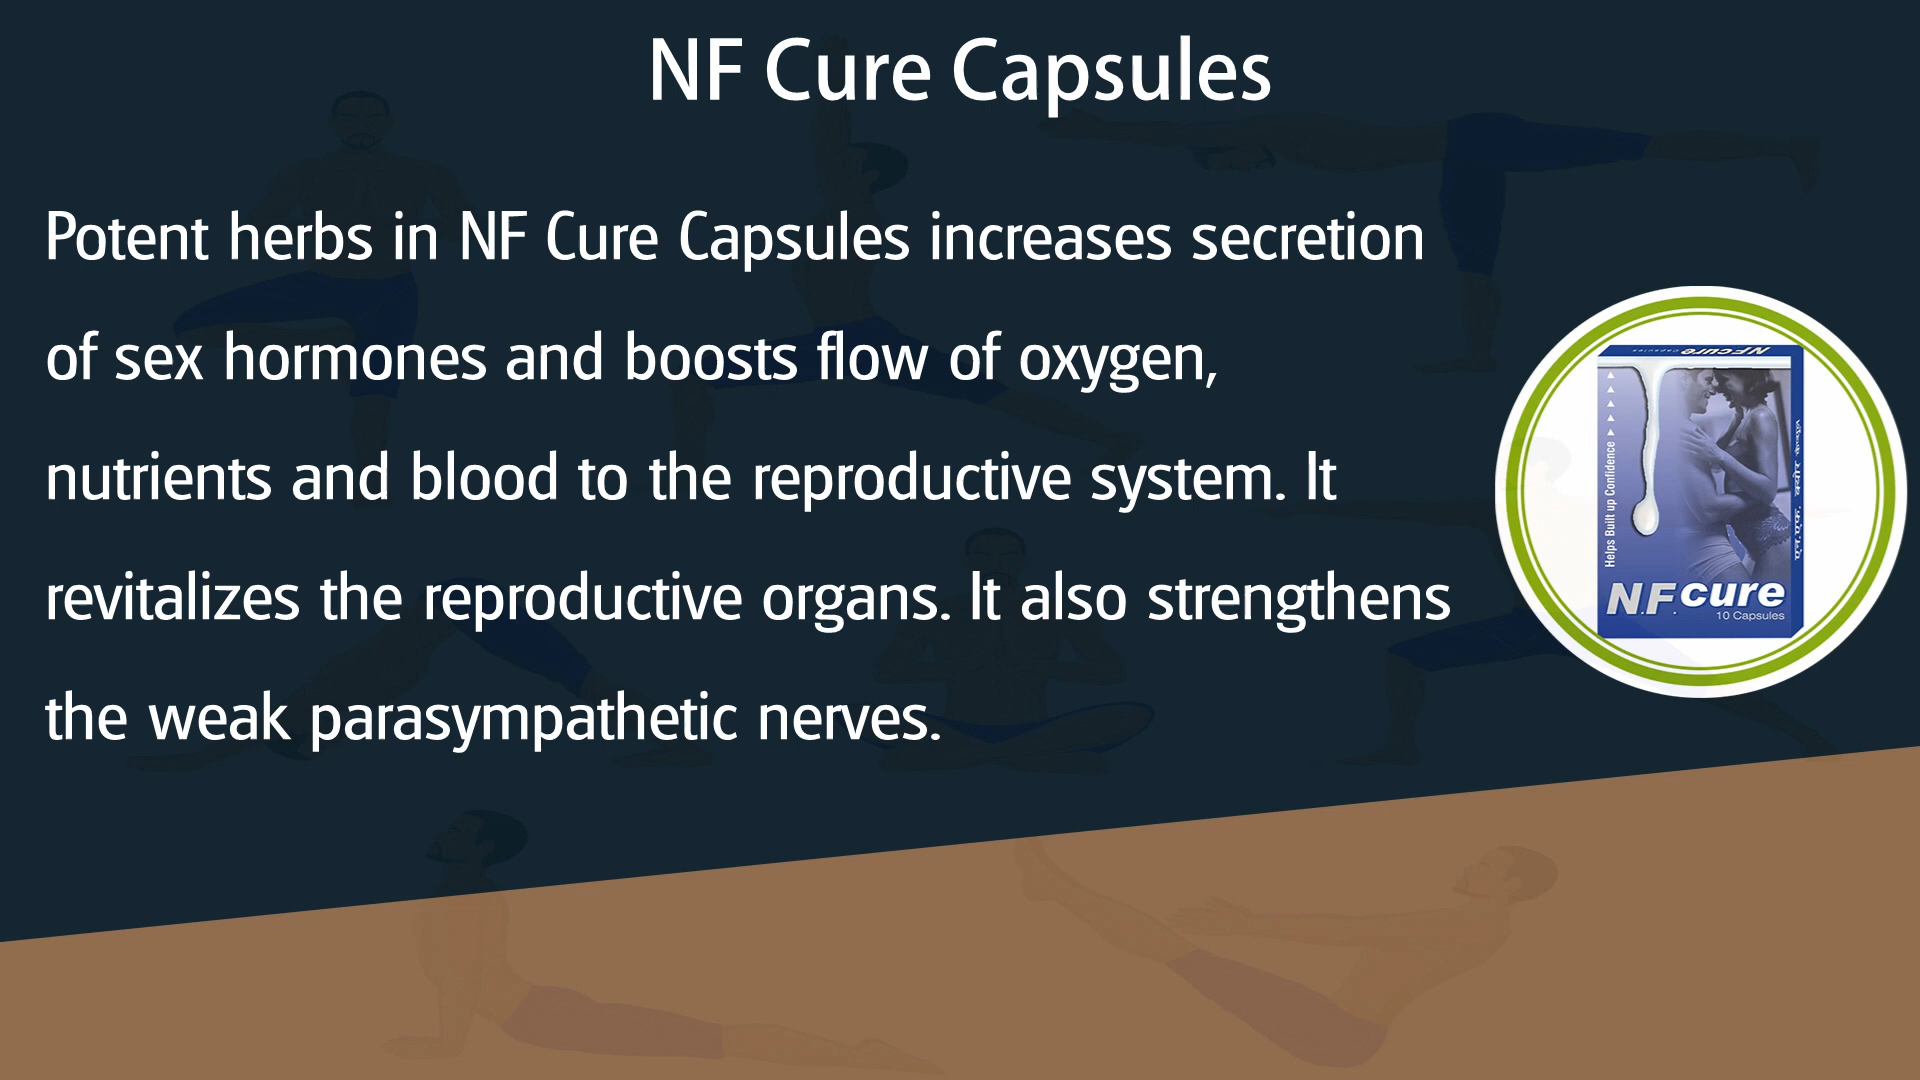 NF Cure Capsules
Potent herbs in NF Cure Capsules increases secretion
of sex hormones and boosts flow of oxygen,
nutrients and blood to the reproductive system. It
revitalizes the reproductive organs. It also strengthens
the weak parasympathetic nerves.
NFcure Capsules
Helps Built up Confidence
N.F. cure
10 Capsules